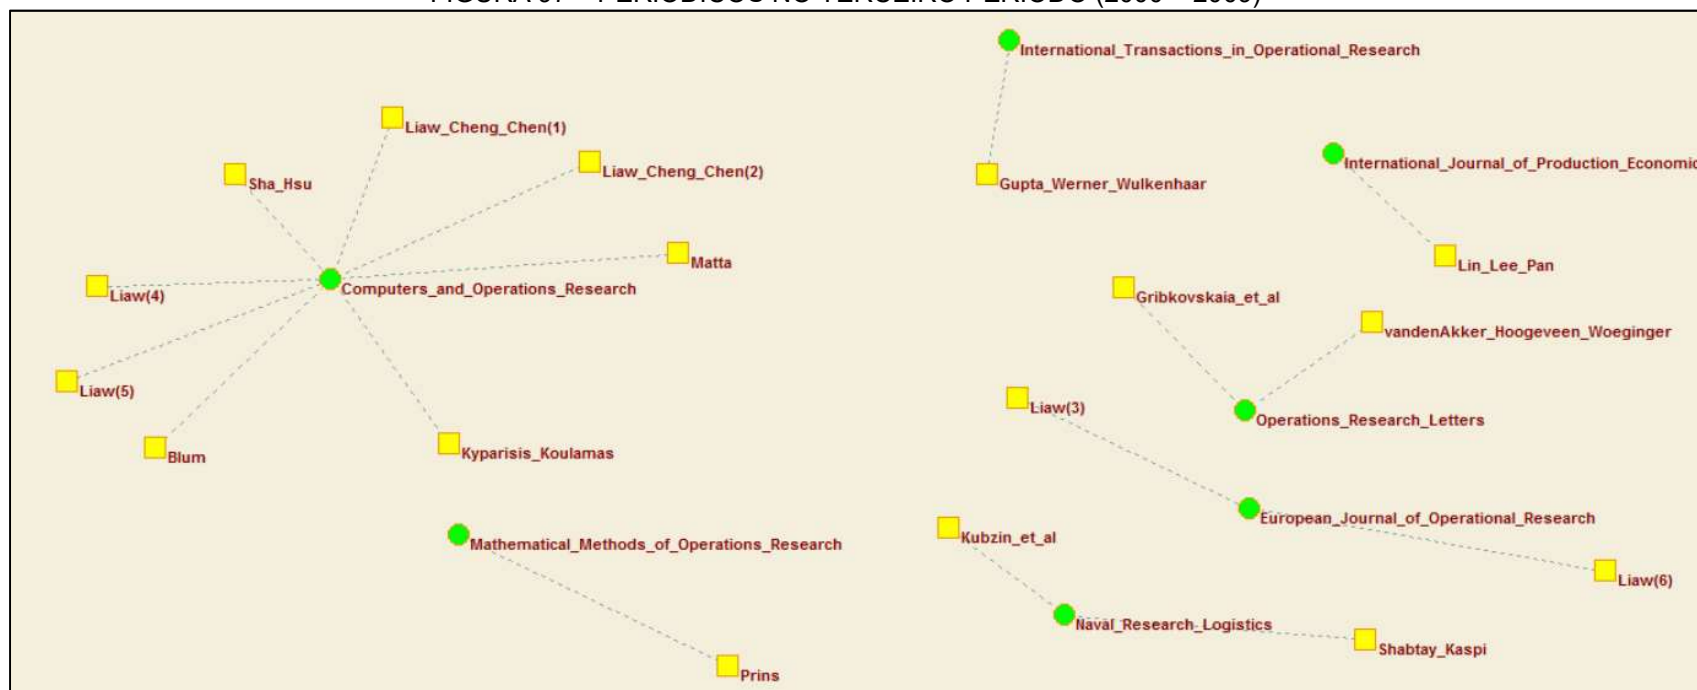 International_Transactions_in_Operational_Research
Liaw_Cheng_Chen(1)
Liaw_Cheng_Chen(2)
Sha_Hsu
International_Journal_of_Production_Economic
Gupta_Werner_Wulkenhaar
Matta
Lin_Lee_Pan
Computers_and_Operations_Research
Liaw(4)
Gribkovskaia_et_al
vandenAkker_Hoogeveen_Woeginger
Liaw(5)
Liaw(3)
Operations_Research_Letters
Blum
Kyparisis_Koulamas
European_Journal_of_Operational_Research
Kubzin_et_al
Mathematical_Methods_of_Operations_Research
Liaw(6)
Naval_Research_Logistics
Shabtay_Kaspi
Prins